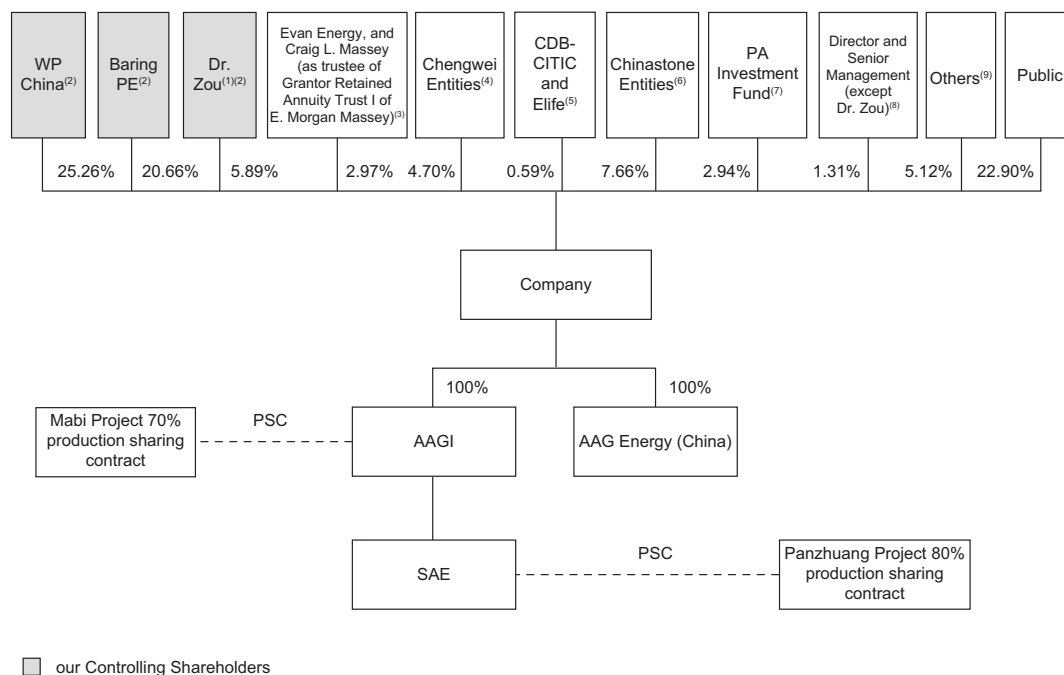 WP
China(2)
Baring
PE(2)
Dr.
Zou(1)(2)
Evan Energy, and
Craig L. Massey
(as trustee of
Grantor Retained
Annuity Trust I of
E. Morgan Massey)(3)
Chengwei
Entities(4)
CDB-
CITIC
and
Elife(5)
Chinastone
Entities(6)
PA
Investment
Fund(7)
Director and
Senior
Management
(except
Dr. Zou)(8)
Others(9)
Public
25.26%
20.66%
5.89%
2.97%
4.70%
0.59%
7.66%
2.94%
1.31%
5.12%
22.90%
Company
100%
100%
Mabi Project 70%
production sharing
contract
PSC
AAGI
AAG Energy (China)
SAE
PSC
Panzhuang Project 80%
production sharing
contract
our Controlling Shareholders